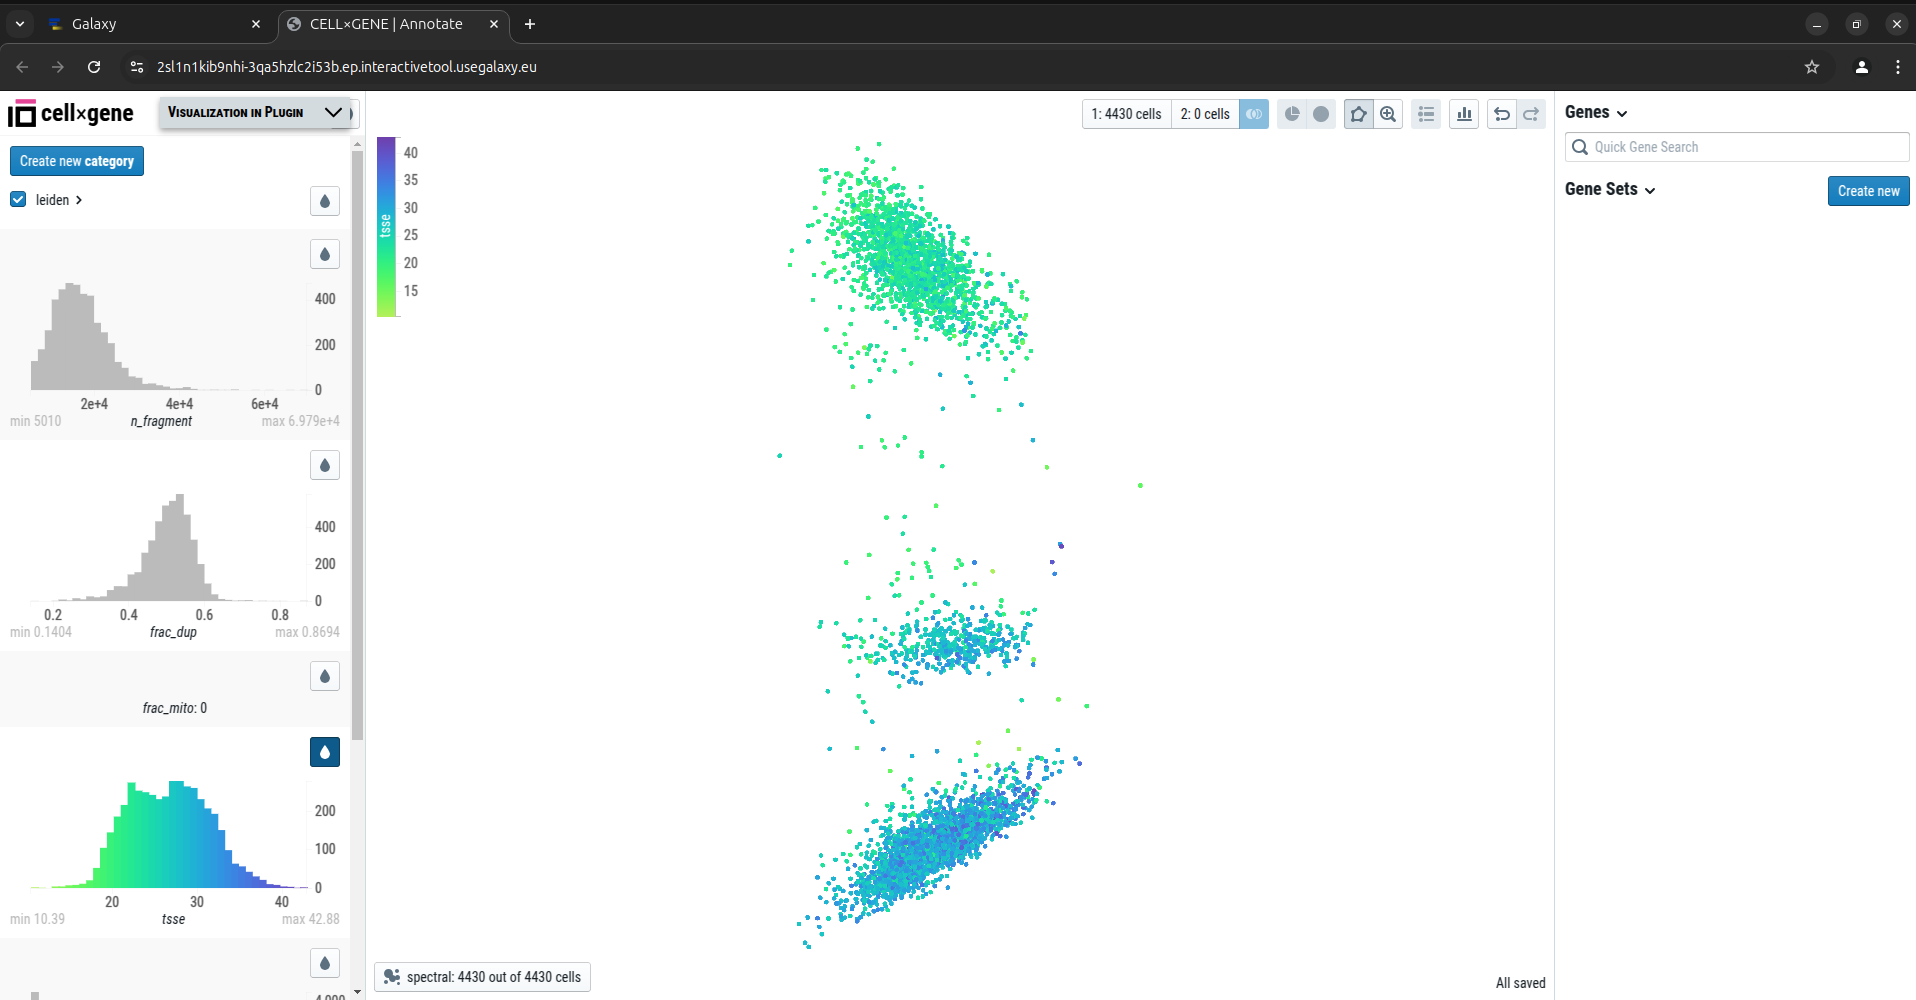 Galaxy
CELL×GENE | Annotate
2sl1n1kib9nhi-3qa5hzlc2i53b.ep.interactivetool.usegalaxy.eu
cell×gene
Visualization in Plugin
1: 4430 cells
2: 0 cells
Genes
Quick Gene Search
Gene Sets
Create new
Create new category
leiden
400
200
0
2e+4 4e+4 6e+4
min 5010 n_fragment max 6.979e+4
400
200
0
0.2 0.4 0.6 0.8
min 0.1404 frac_dup max 0.8694
frac_mito: 0
200
100
0
20 30 40
min 10.39 tsse max 42.88
4,000
tsse
40
35
30
25
20
15
spectral: 4430 out of 4430 cells
All saved